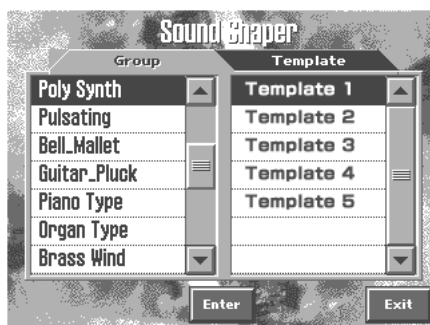 Sound Shaper
Group
Template
Poly Synth
Pulsating
Bell_Mallet
Guitar_Pluck
Piano Type
Organ Type
Brass Wind
Template 1
Template 2
Template 3
Template 4
Template 5
Enter
Exit